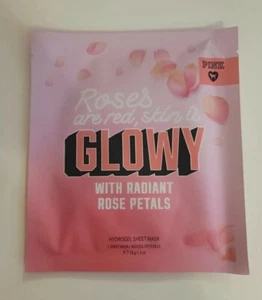 PINK
Roses
are red, skin is
GLOWY
WITH RADIANT
ROSE PETALS
HYDROGEL SHEET MASK